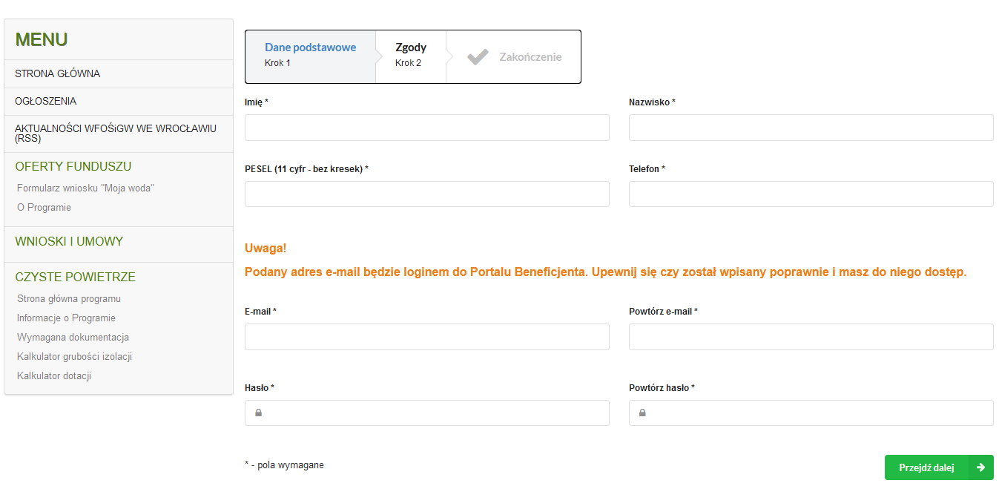 MENU
STRONA GŁÓWNA
OGŁOSZENIA
AKTUALNOŚCI WFOŚiGW WE WROCŁAWIU
(RSS)
OFERTY FUNDUSZU
Formularz wniosku "Moja woda"
O Programie
WNIOSKI I UMOWY
CZYSTE POWIETRZE
Strona główna programu
Informacje o Programie
Wymagana dokumentacja
Kalkulator grubości izolacji
Kalkulator dotacji
Dane podstawowe
Krok 1
Zgody
Krok 2
Zakończenie
Imię *
Nazwisko *
PESEL (11 cyfr - bez kresek) *
Telefon *
Uwaga!
Podany adres e-mail będzie loginem do Portalu Beneficjenta. Upewnij się czy został wpisany poprawnie i masz do niego dostęp.
E-mail *
Powtórz e-mail *
Hasło *
Powtórz hasło *
* - pola wymagane
Przejdź dalej